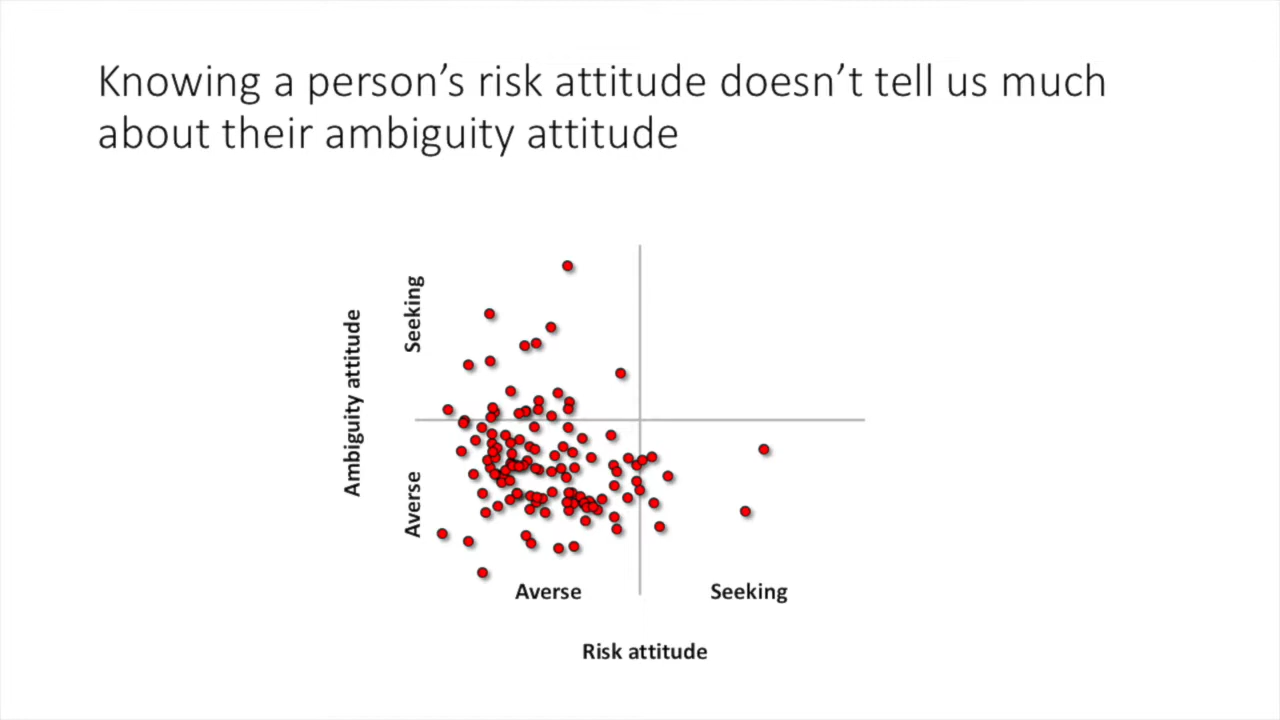 Knowing a person’s risk attitude doesn’t tell us much
about their ambiguity attitude
Ambiguity attitude
Seeking
Averse
Averse
Seeking
Risk attitude